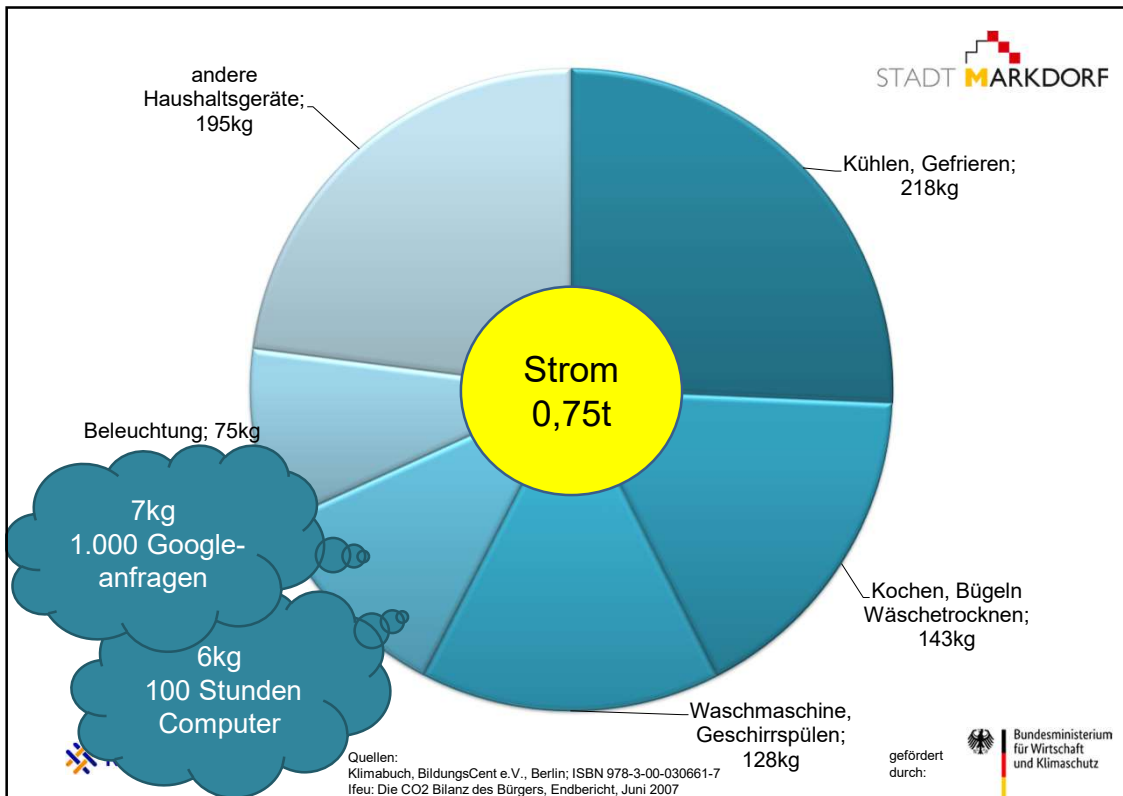 STADT MARKDORF
andere
Haushaltsgeräte;
195kg
Kühlen, Gefrieren;
218kg
Strom
0,75t
Beleuchtung; 75kg
7kg
1.000 Google-
anfragen
6kg
100 Stunden
Computer
Kochen, Bügeln
Wäschetrocknen;
143kg
Waschmaschine,
Geschirrspülen;
128kg
Quellen:
Klimabuch, BildungsCent e.V., Berlin; ISBN 978-3-00-030661-7
Ifeu: Die CO2 Bilanz des Bürgers, Endbericht, Juni 2007
gefördert
durch:
Bundesministerium
für Wirtschaft
und Klimaschutz